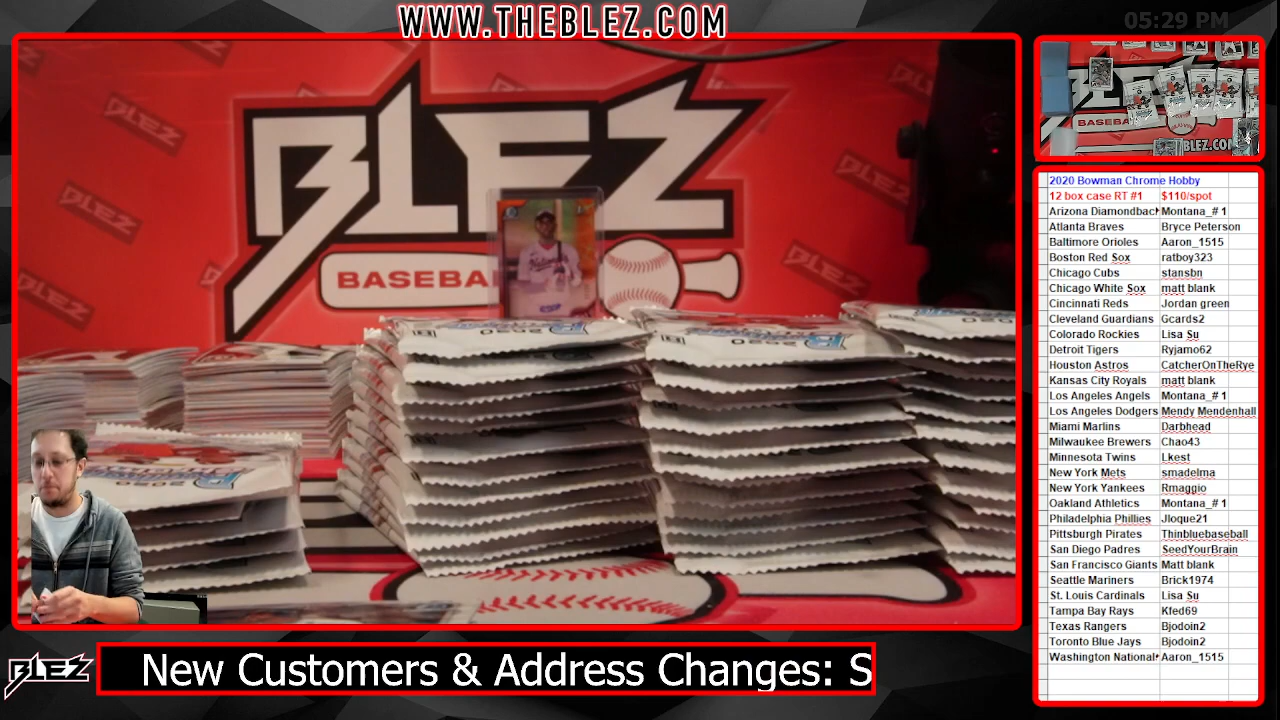 WWW.THEBLEZ.COM
05:29 PM
BLEZ
BASEBA
2020
2020
BASEBA
BLEZ.COM
2020 Bowman Chrome Hobby
12 box case RT #1 $110/spot
Arizona Diamondbac Montana_# 1
Atlanta Braves Bryce Peterson
Baltimore Orioles Aaron_1515
Boston Red Sox ratboy323
Chicago Cubs stansbn
Chicago White Sox matt blank
Cincinnati Reds Jordan green
Cleveland Guardians Gcards2
Colorado Rockies Lisa Su
Detroit Tigers Ryjamo62
Houston Astros CatcherOnTheRye
Kansas City Royals matt blank
Los Angeles Angels Montana_# 1
Los Angeles Dodgers Mendy Mendenhall
Miami Marlins Darbhead
Milwaukee Brewers Chao43
Minnesota Twins Lkest
New York Mets smadelma
New York Yankees Rmaggio
Oakland Athletics Montana_# 1
Philadelphia Phillies Jloque21
Pittsburgh Pirates Thinbluebaseball
San Diego Padres SeedYourBrain
San Francisco Giants Matt blank
Seattle Mariners Brick1974
St. Louis Cardinals Lisa Su
Tampa Bay Rays Kfed69
Texas Rangers Bjodoin2
Toronto Blue Jays Bjodoin2
Washington National Aaron_1515
BLEZ
New Customers & Address Changes: S